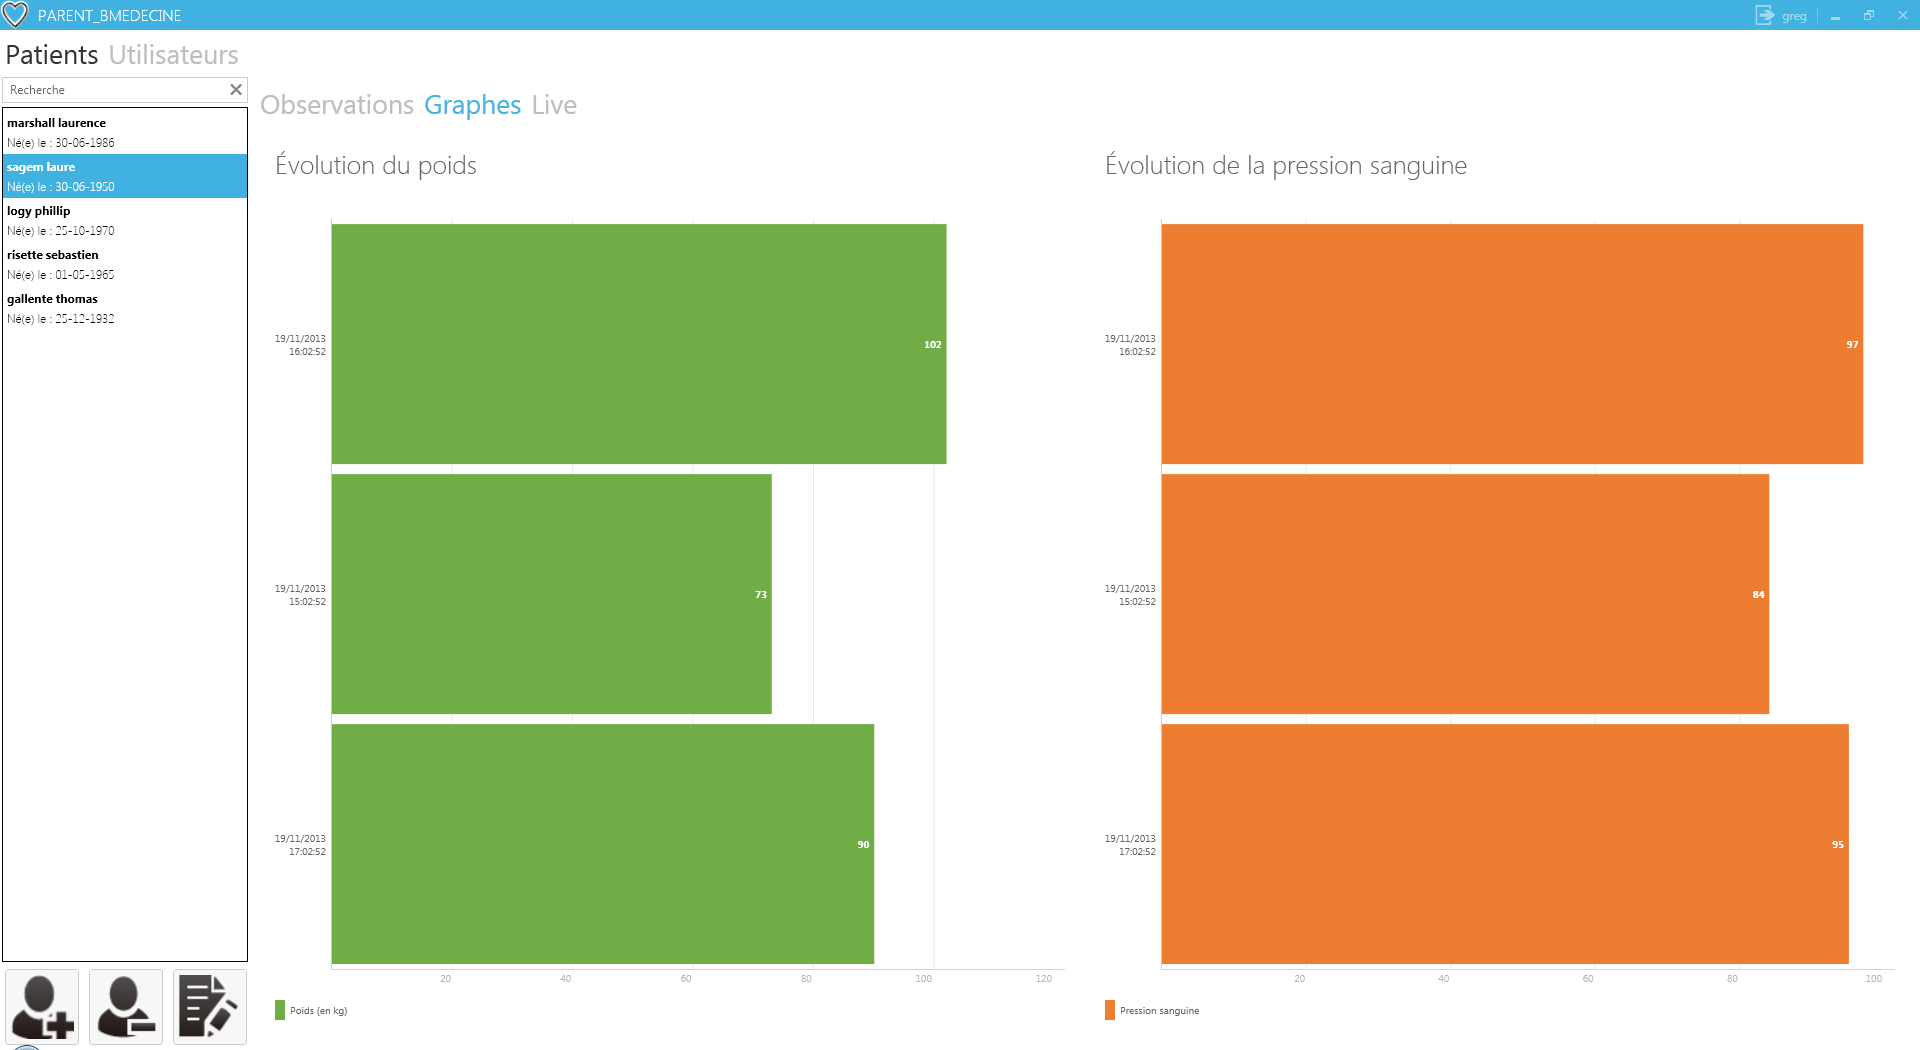 PARENT_BMEDECINE
greg
Patients Utilisateurs
Recherche
marshall laurence
Né(e) le : 30-06-1986
sagem laure
Né(e) le : 30-06-1950
logy phillip
Né(e) le : 25-10-1970
risette sebastien
Né(e) le : 01-05-1965
gallente thomas
Né(e) le : 25-12-1932
Observations Graphes Live
Évolution du poids
19/11/2013
16:02:52
102
19/11/2013
15:02:52
73
19/11/2013
17:02:52
90
20 40 60 80 100 120
Poids (en kg)
Évolution de la pression sanguine
19/11/2013
16:02:52
97
19/11/2013
15:02:52
84
19/11/2013
17:02:52
95
20 40 60 80 100
Pression sanguine